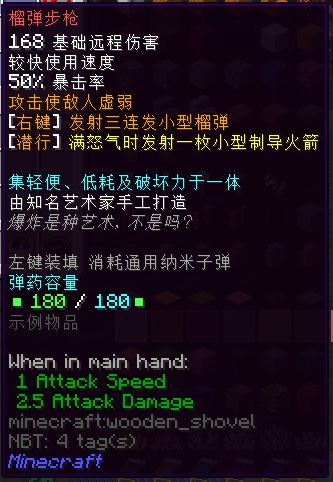 榴弹步枪
168 基础远程伤害
较快使用速度
50% 暴击率
攻击使敌人虚弱
[右键] 发射三连发小型榴弹
[潜行] 满怒气时发射一枚小型制导火箭
集轻便、低耗及破坏力于一体
由知名艺术家手工打造
爆炸是种艺术,不是吗?
左键装填 消耗通用纳米子弹
弹药容量
■ 180 / 180 ■
示例物品
When in main hand:
1 Attack Speed
2.5 Attack Damage
minecraft:wooden_shovel
NBT: 4 tag(s)
Minecraft